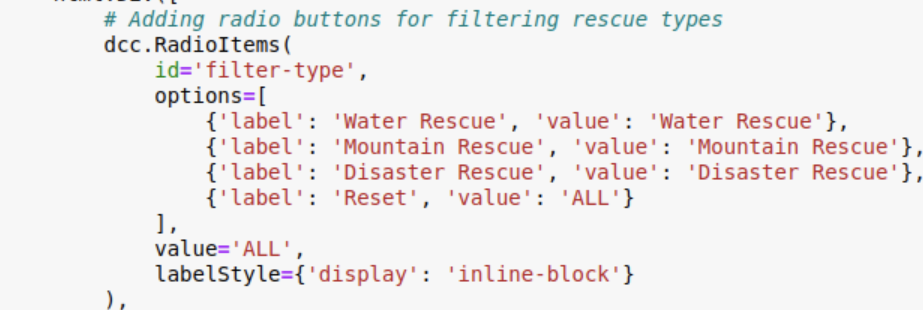 # Adding radio buttons for filtering rescue types
dcc.RadioItems(
id='filter-type',
options=[
{'label': 'Water Rescue', 'value': 'Water Rescue'},
{'label': 'Mountain Rescue', 'value': 'Mountain Rescue'},
{'label': 'Disaster Rescue', 'value': 'Disaster Rescue'},
{'label': 'Reset', 'value': 'ALL'}
],
value='ALL',
labelStyle={'display': 'inline-block'}
),